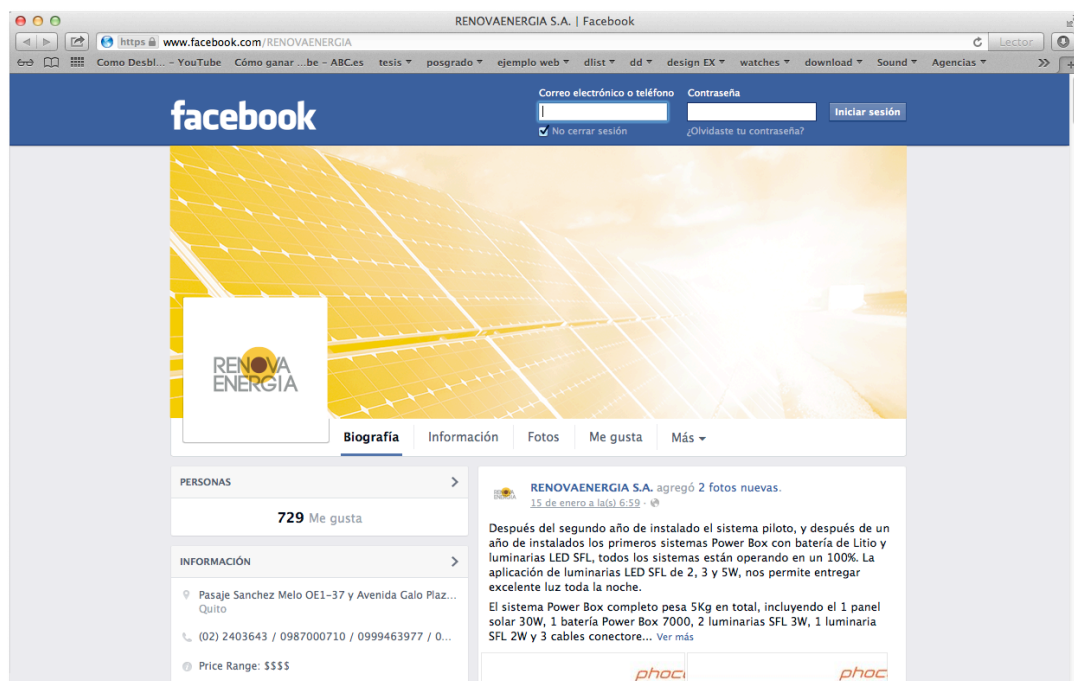 RENOVAENERGIA S.A. | Facebook
https www.facebook.com/RENOVAENERGIA
Lector
Como Desbl... – YouTube Cómo ganar ...be – ABC.es tesis posgrado ejemplo web dlist dd design EX watches download Sound Agencias
facebook
Correo electrónico o teléfono Contraseña
Iniciar sesión
No cerrar sesión ¿Olvidaste tu contraseña?
RENOVA
ENERGIA
Biografía Información Fotos Me gusta Más
PERSONAS
729 Me gusta
INFORMACIÓN
Pasaje Sanchez Melo OE1-37 y Avenida Galo Plaz...
Quito
(02) 2403643 / 0987000710 / 0999463977 / 0...
Price Range: $$$$
RENOVA
ENERGIA
RENOVAENERGIA S.A. agregó 2 fotos nuevas.
15 de enero a la(s) 6:59 ·
Después del segundo año de instalado el sistema piloto, y después de un
año de instalados los primeros sistemas Power Box con batería de Litio y
luminarias LED SFL, todos los sistemas están operando en un 100%. La
aplicación de luminarias LED SFL de 2, 3 y 5W, nos permite entregar
excelente luz toda la noche.
El sistema Power Box completo pesa 5Kg en total, incluyendo el 1 panel
solar 30W, 1 batería Power Box 7000, 2 luminarias SFL 3W, 1 luminaria
SFL 2W y 3 cables conectore... Ver más
phoc phoc